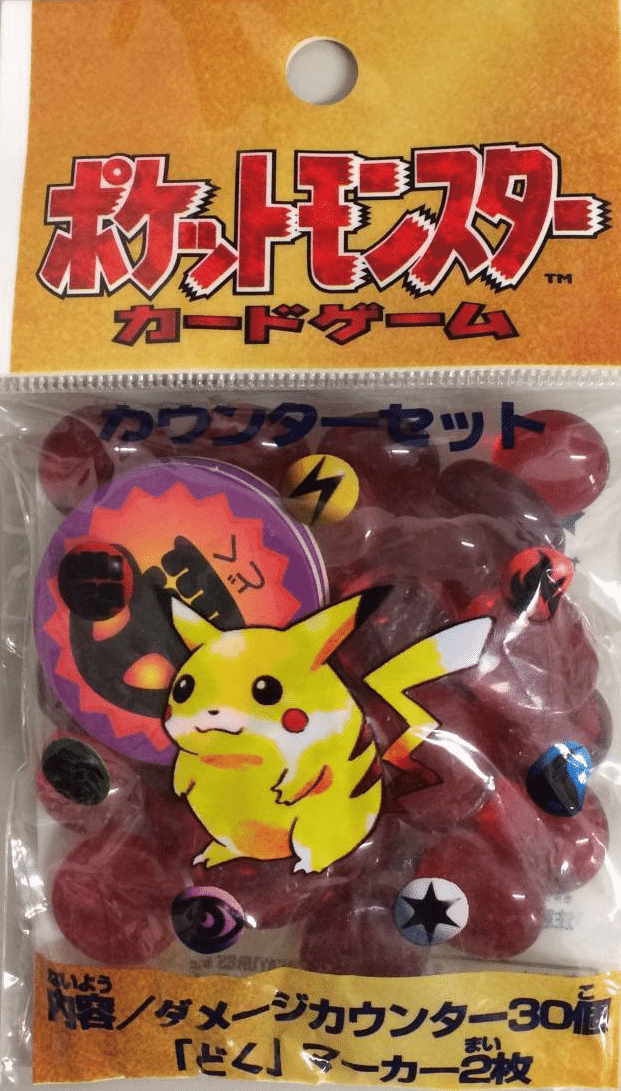 ポケットモンスター
TM
カードゲーム
カウンターセット
どく
ないよう
内容／ダメージカウンター30個
こ
「どく」マーカー2枚
まい